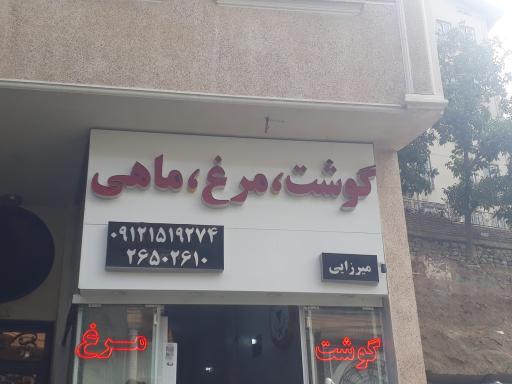 گوشت، مرغ، ماهی
۰۹۱۲۱۵۱۹۲۷۴
۲۶۵۰۲۶۱۰
میرزایی
گوشت
مرغ